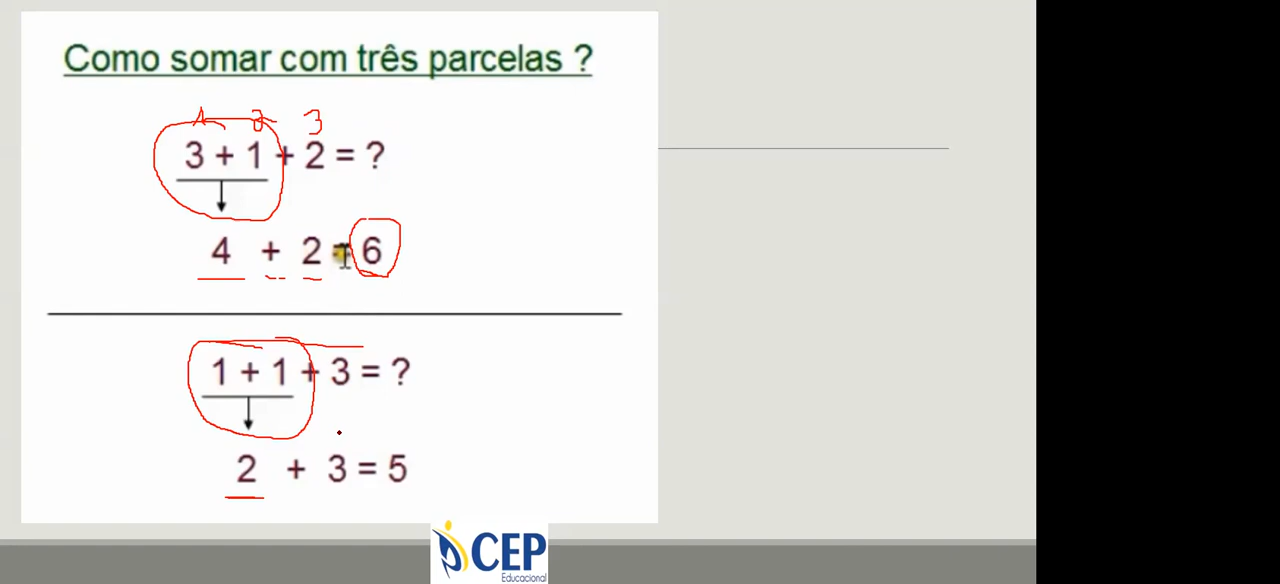 Como somar com três parcelas ?
1 2 3
3 + 1 + 2 = ?
4 + 2 = 6
1 + 1 + 3 = ?
2 + 3 = 5
CEP
Educacional